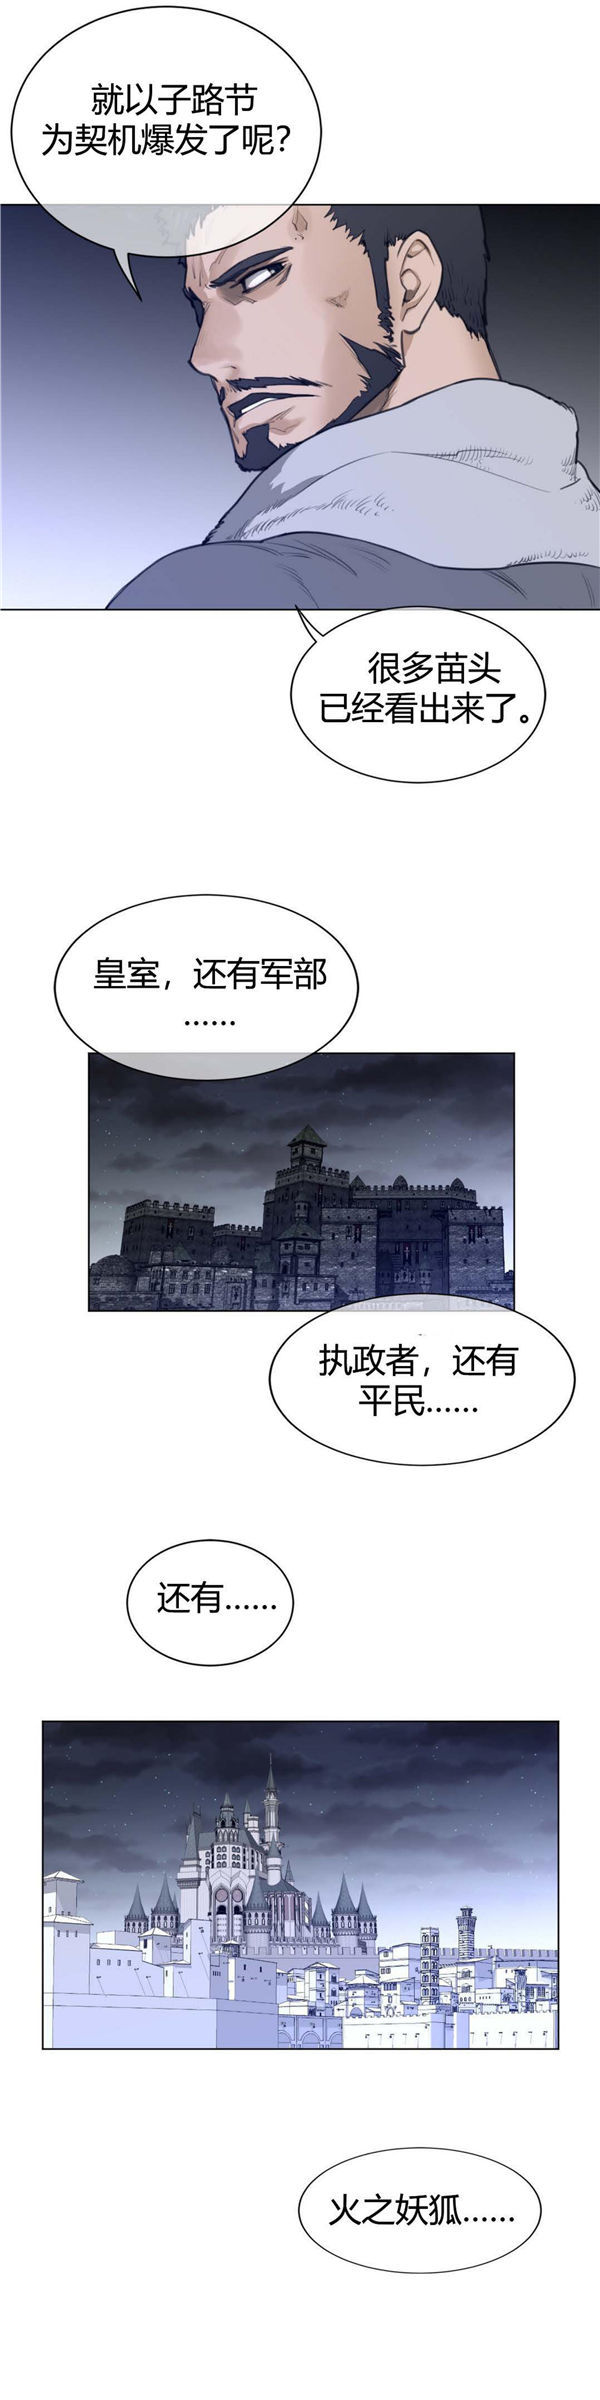 就以子路节
为契机爆发了呢？
很多苗头
已经看出来了。
皇室，还有军部
……
执政者，还有
平民……
还有……
火之妖狐……